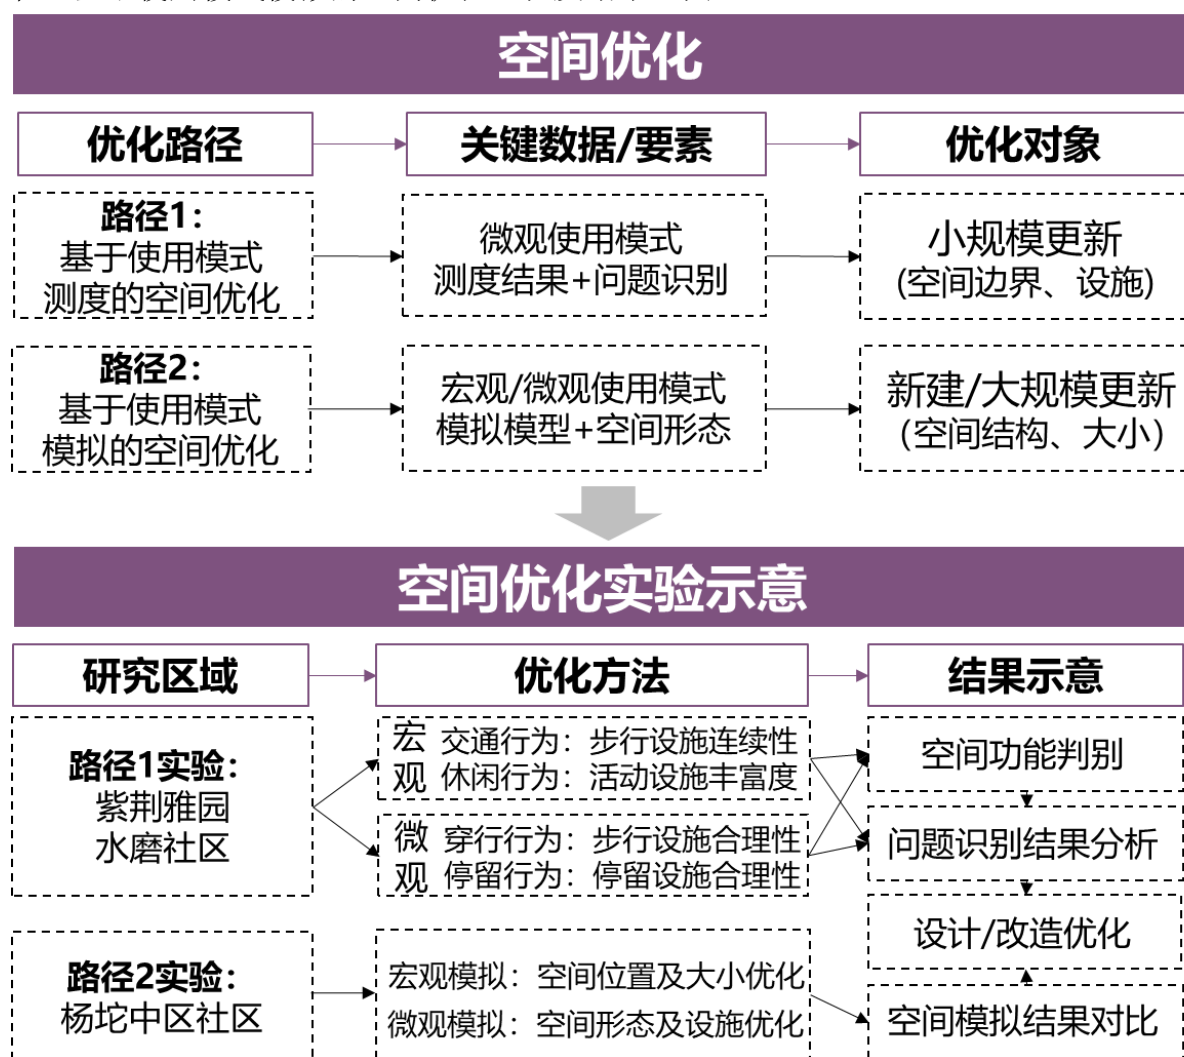 空间优化
优化路径
关键数据/要素
优化对象
路径1：
基于使用模式
测度的空间优化
微观使用模式
测度结果+问题识别
小规模更新
(空间边界、设施)
路径2：
基于使用模式
模拟的空间优化
宏观/微观使用模式
模拟模型+空间形态
新建/大规模更新
（空间结构、大小）
空间优化实验示意
研究区域
优化方法
结果示意
路径1实验：
紫荆雅园
水磨社区
宏观
交通行为：步行设施连续性
休闲行为：活动设施丰富度
微观
穿行行为：步行设施合理性
停留行为：停留设施合理性
空间功能判别
问题识别结果分析
设计/改造优化
路径2实验：
杨坨中区社区
宏观模拟：空间位置及大小优化
微观模拟：空间形态及设施优化
空间模拟结果对比